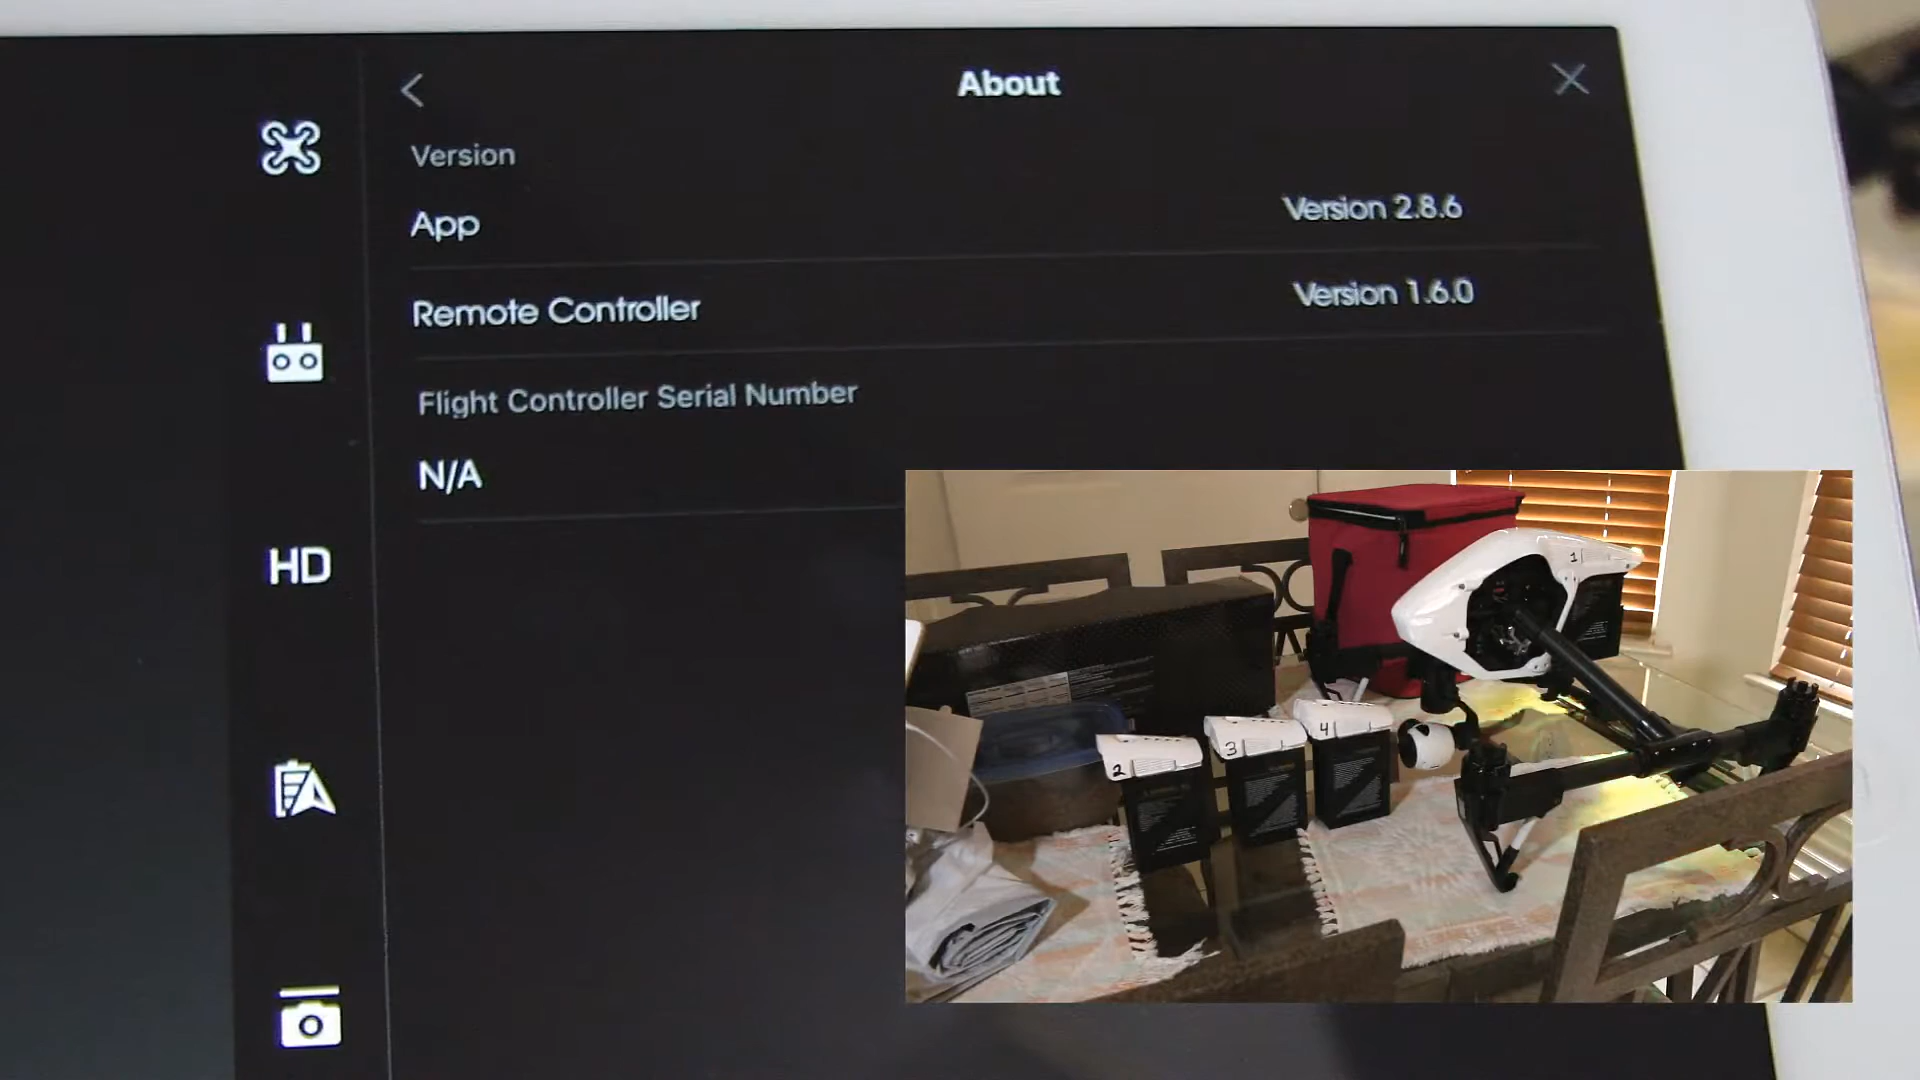 About
Version
App
Version 2.8.6
Remote Controller
Version 1.6.0
Flight Controller Serial Number
N/A
HD
1
2
3
4